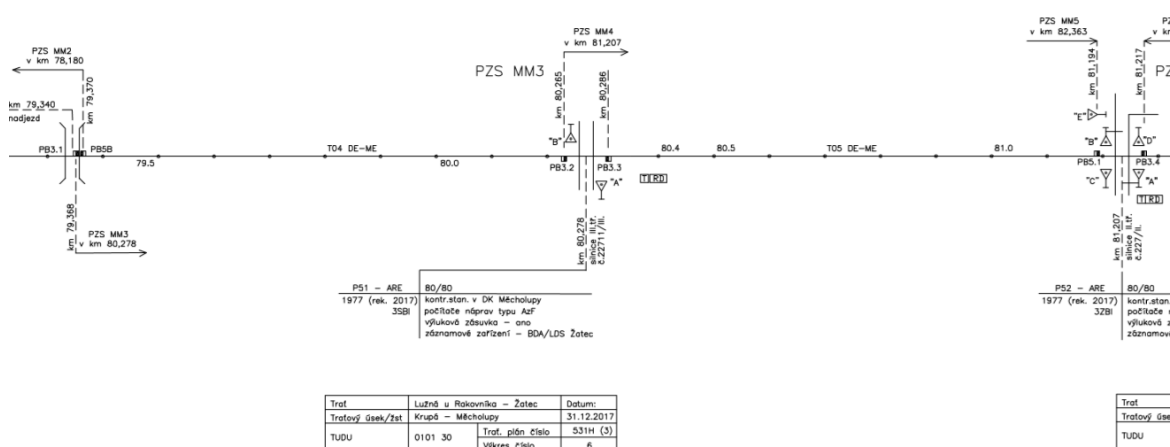 PZS MM2
v km 78,180
km 79,370
km 79,340
nadjezd
PB3.1
PB5B
79.5
km 79,368
PZS MM3
v km 80,278
T04 DE-ME
80.0
PZS MM3
PZS MM4
v km 81,207
km 80,265
km 80,286
"B"
PB3.2
PB3.3
"A"
TJRD
80.4
80.5
km 80,278
silnice III.tř.
č.22711/III.
P51 – ARE
80/80
1977 (rek. 2017)
3SBI
kontr.stan. v DK Měcholupy
počítače náprav typu AzF
výluková zásuvka – ano
záznamové zařízení – BDA/LDS Žatec
T05 DE-ME
81.0
PZS MM5
v km 82,363
km 81,194
km 81,217
"E"
"B"
"D"
PB5.1
PB3.4
"C"
"A"
TJRD
km 81,207
silnice II.tř.
č.227/II.
P52 – ARE
80/80
1977 (rek. 2017)
3ZBI
kontr.stan.
počítače
výluková z
záznamov
Trať
Lužná u Rakovníka – Žatec
Datum:
Traťový úsek/žst
Krupá – Měcholupy
31.12.2017
TUDU
0101 30
Trať. plán číslo
531H (3)
Výkres číslo
6
Trať
Traťový úsek
TUDU